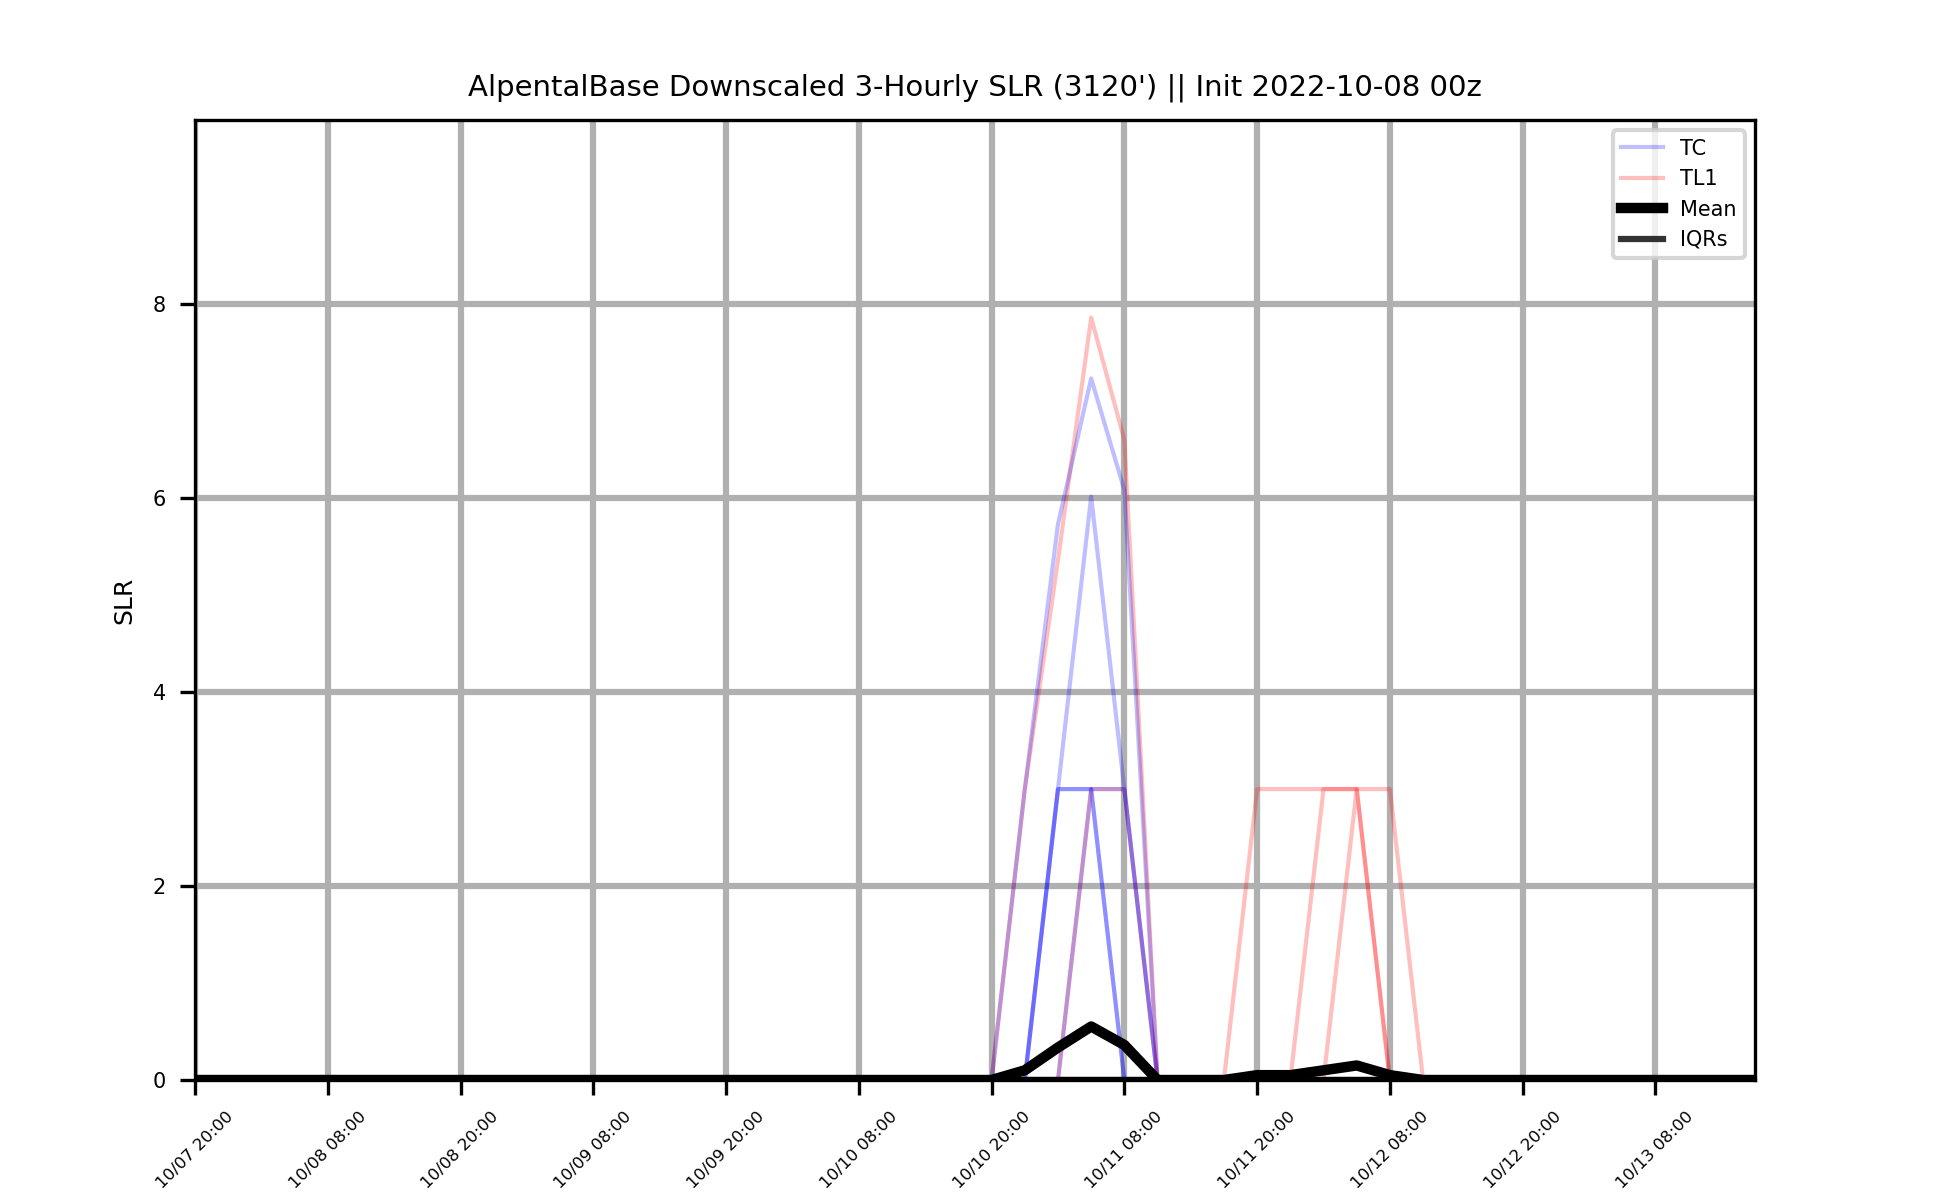 AlpentalBase Downscaled 3-Hourly SLR (3120') || Init 2022-10-08 00z
TC
TL1
Mean
IQRs
SLR
8
6
4
2
0
10/07 20:00
10/08 08:00
10/08 20:00
10/09 08:00
10/09 20:00
10/10 08:00
10/10 20:00
10/11 08:00
10/11 20:00
10/12 08:00
10/12 20:00
10/13 08:00